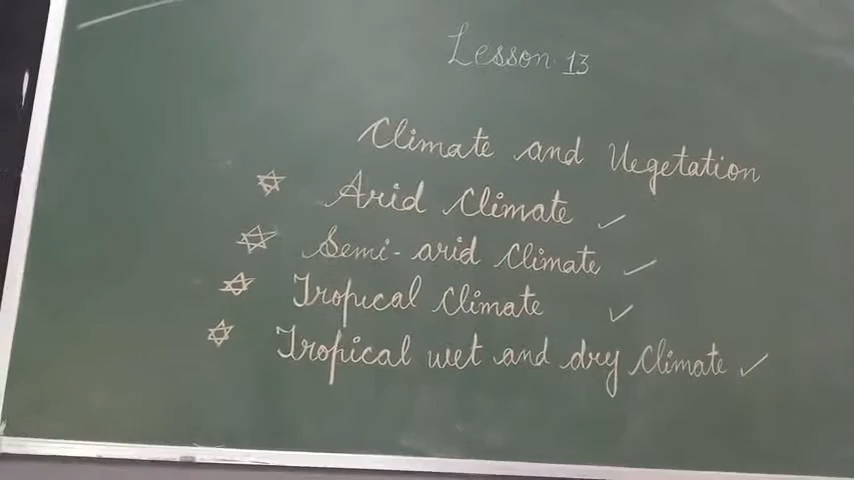 Lesson 13
Climate and Vegetation
Arid Climate ✓
Semi-arid Climate ✓
Tropical Climate ✓
Tropical wet and dry Climate ✓